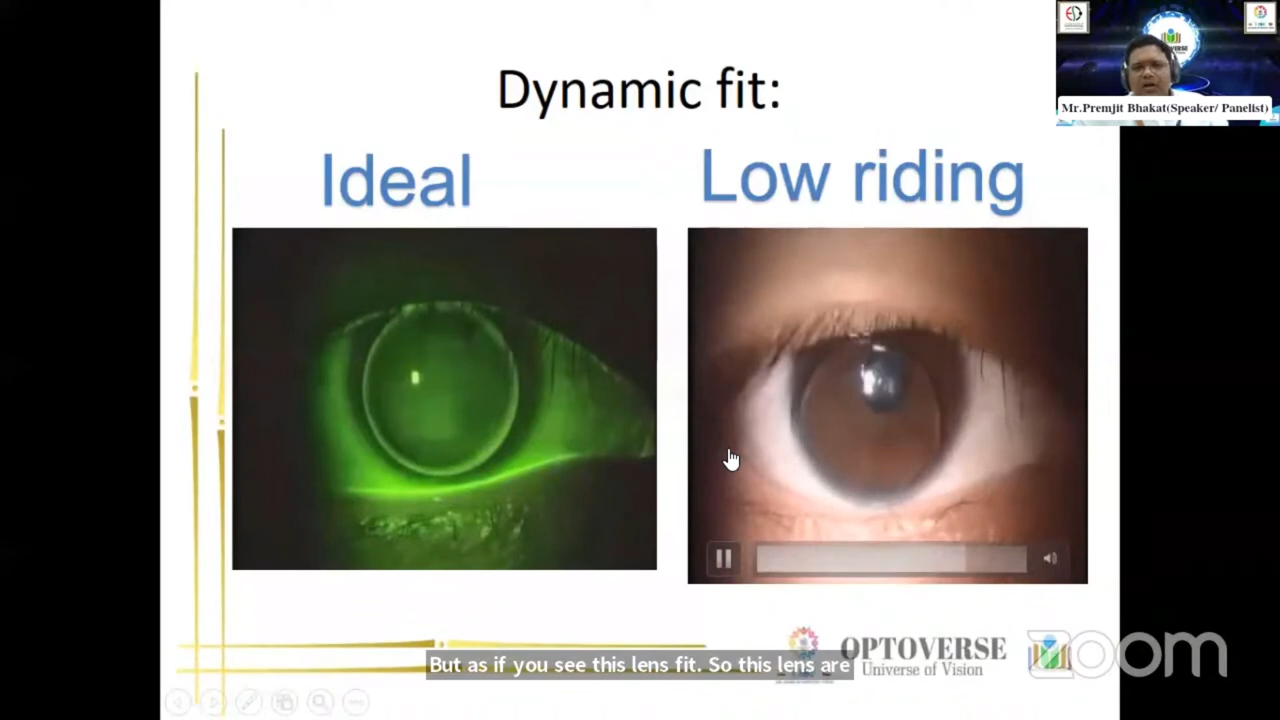 Dynamic fit:
Ideal
Low riding
OPTOVERSE
Universe of Vision
zoom
But as if you see this lens fit. So this lens are
Mr.Premjit Bhakat(Speaker/ Panelist)